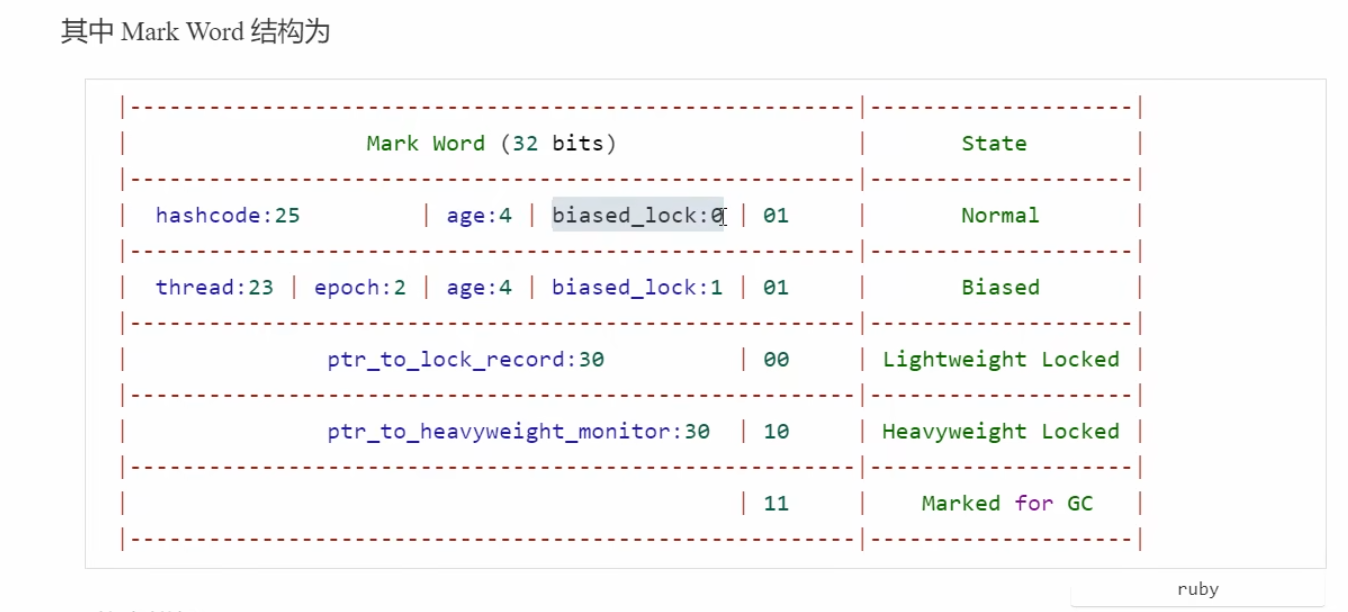 其中 Mark Word 结构为
|--------------------------------------------------------|--------------------|
| Mark Word (32 bits) | State |
|--------------------------------------------------------|--------------------|
| hashcode:25 | age:4 | biased_lock:0 | 01 | Normal |
|--------------------------------------------------------|--------------------|
| thread:23 | epoch:2 | age:4 | biased_lock:1 | 01 | Biased |
|--------------------------------------------------------|--------------------|
| ptr_to_lock_record:30 | 00 | Lightweight Locked |
|--------------------------------------------------------|--------------------|
| ptr_to_heavyweight_monitor:30 | 10 | Heavyweight Locked |
|--------------------------------------------------------|--------------------|
| | 11 | Marked for GC |
|--------------------------------------------------------|--------------------|
ruby